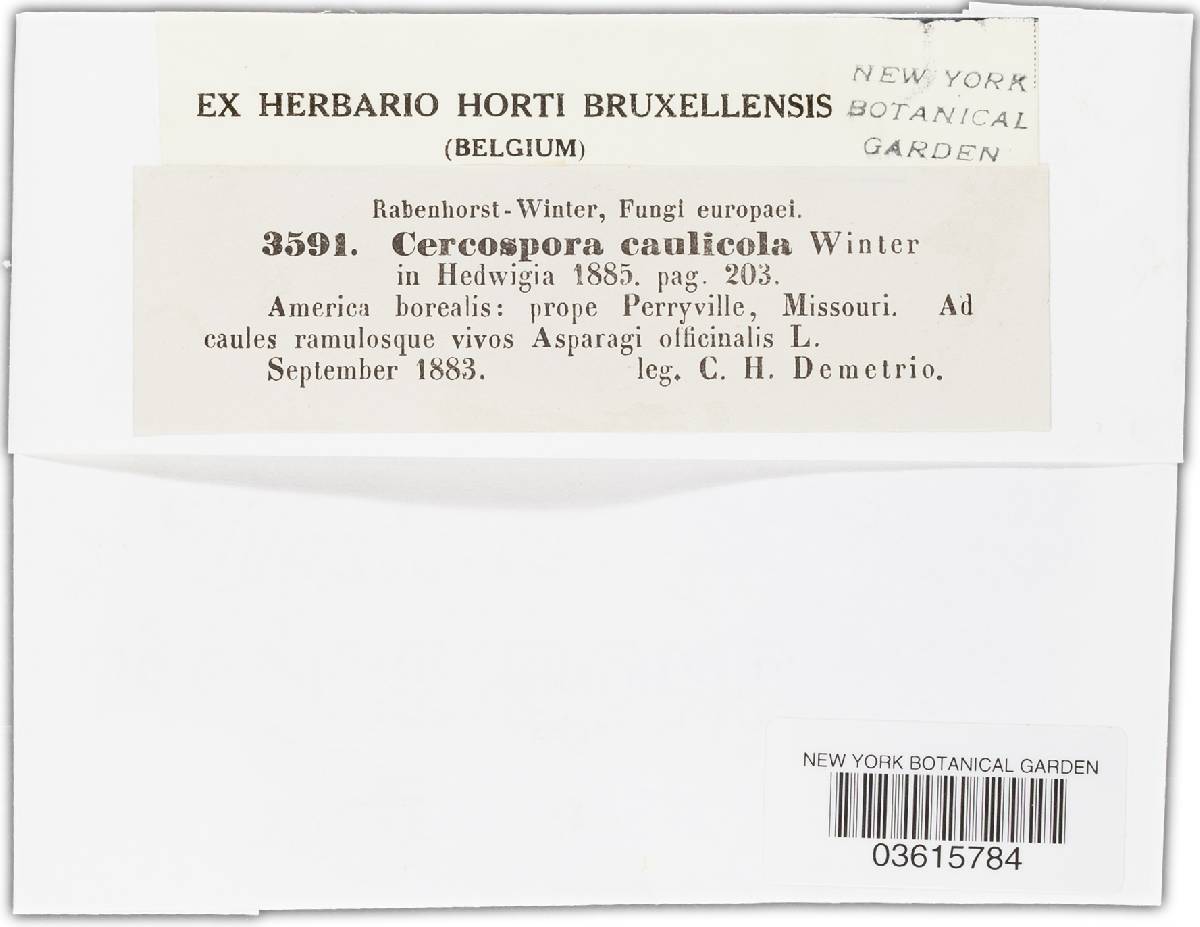 EX HERBARIO HORTI BRUXELLENSIS
(BELGIUM)
NEW YORK
BOTANICAL
GARDEN
Rabenhorst-Winter, Fungi europaei.
3591. Cercospora caulicola Winter
in Hedwigia 1885. pag. 203.
America borealis: prope Perryville, Missouri. Ad
caules ramulosque vivos Asparagi officinalis L.
September 1883. leg. C. H. Demetrio.
NEW YORK BOTANICAL GARDEN
03615784